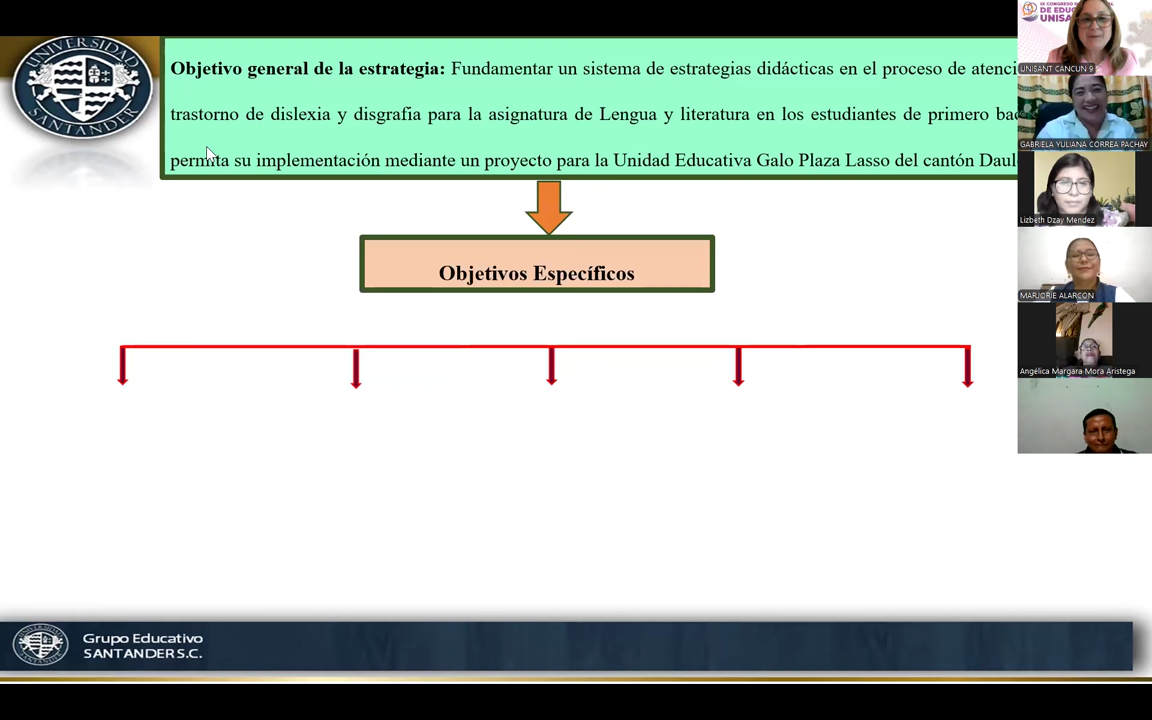 UNIVERSIDAD
SANTANDER
Objetivo general de la estrategia: Fundamentar un sistema de estrategias didácticas en el proceso de atenci
trastorno de dislexia y disgrafia para la asignatura de Lengua y literatura en los estudiantes de primero bac
permita su implementación mediante un proyecto para la Unidad Educativa Galo Plaza Lasso del cantón Daul
Objetivos Específicos
Grupo Educativo
SANTANDER S.C.
UNISANT CANCUN 9
GABRIELA YULIANA CORREA PACHAY
Lizbeth Dzay Mendez
MARJORIE ALARCON
Angélica Margara Mora Aristega